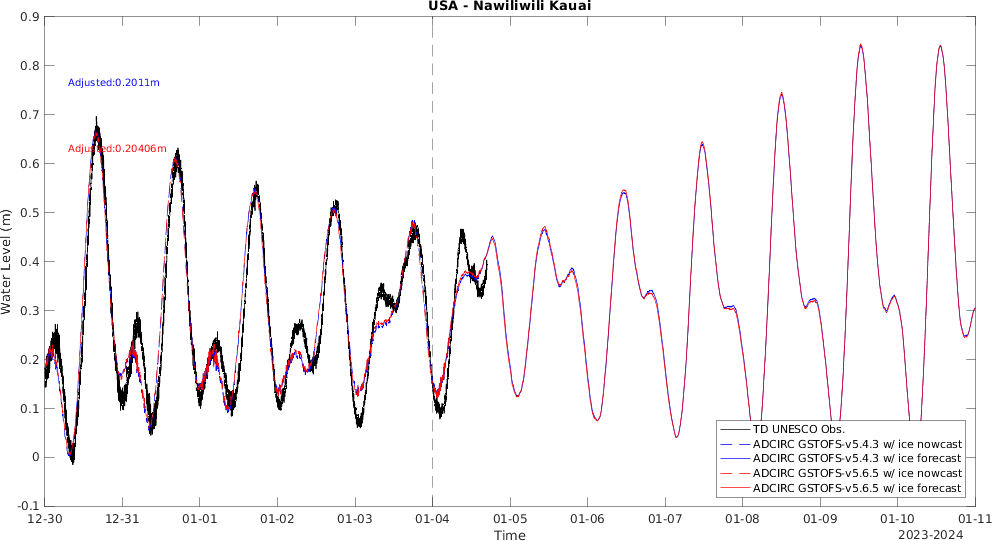 USA - Nawiliwili Kauai
0.9
0.8
0.7
0.6
0.5
0.4
0.3
0.2
0.1
0
-0.1
Water Level (m)
Adjusted:0.2011m
Adjusted:0.20406m
TD UNESCO Obs.
ADCIRC GSTOFS-v5.4.3 w/ ice nowcast
ADCIRC GSTOFS-v5.4.3 w/ ice forecast
ADCIRC GSTOFS-v5.6.5 w/ ice nowcast
ADCIRC GSTOFS-v5.6.5 w/ ice forecast
12-30 12-31 01-01 01-02 01-03 01-04 01-05 01-06 01-07 01-08 01-09 01-10 01-11
Time
2023-2024